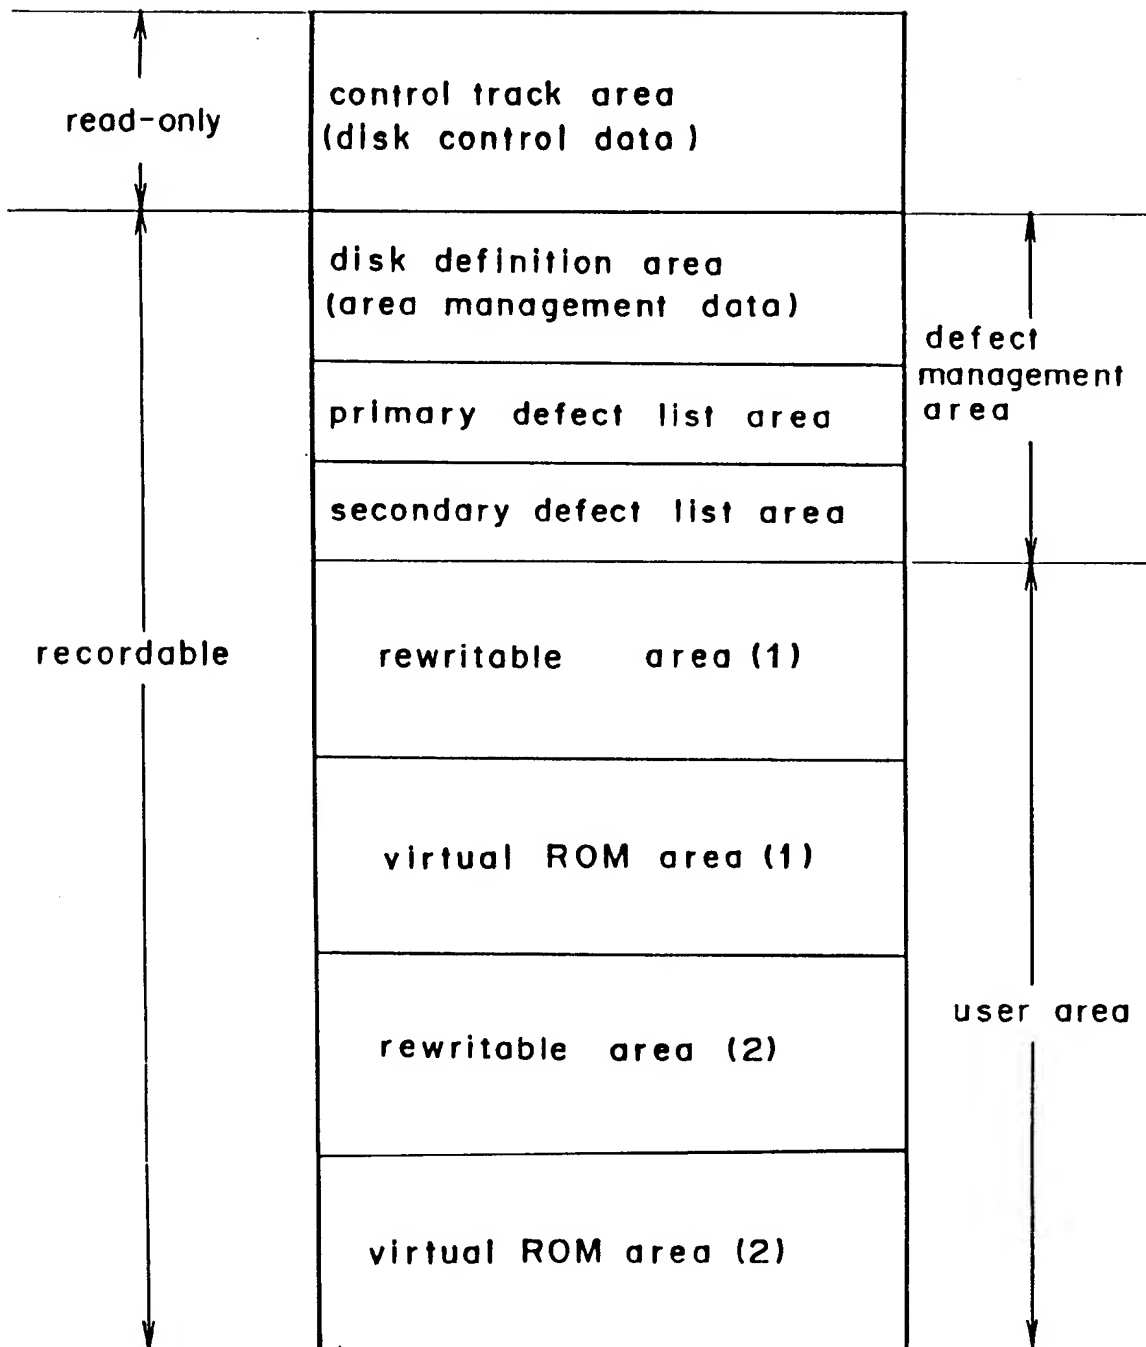 read-only
control track area
(disk control data)
disk definition area
(area management data)
defect
management
area
primary defect list area
secondary defect list area
recordable
rewritable area (1)
virtual ROM area (1)
user area
rewritable area (2)
virtual ROM area (2)